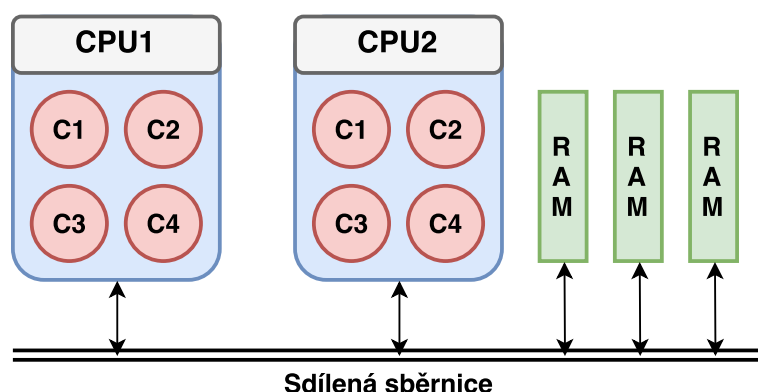 CPU1
CPU2
C1 C2
C3 C4
C1 C2
C3 C4
R
A
M
R
A
M
R
A
M
Sdílená sběrnice